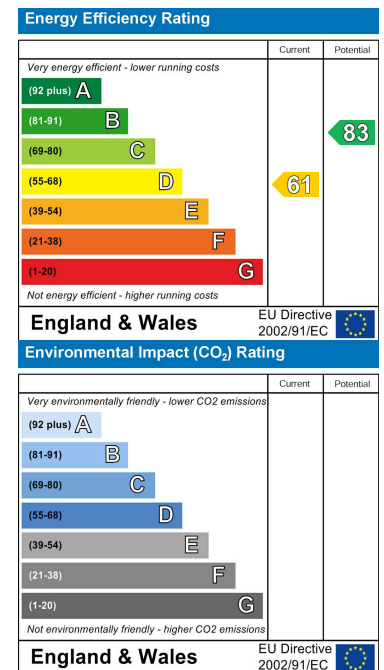 Energy Efficiency Rating
Current Potential
Very energy efficient - lower running costs
(92 plus) A
(81-91) B
83
(69-80) C
(55-68) D
61
(39-54) E
(21-38) F
(1-20) G
Not energy efficient - higher running costs
England & Wales
EU Directive
2002/91/EC
Environmental Impact (CO₂) Rating
Current Potential
Very environmentally friendly - lower CO2 emissions
(92 plus) A
(81-91) B
(69-80) C
(55-68) D
(39-54) E
(21-38) F
(1-20) G
Not environmentally friendly - higher CO2 emissions
England & Wales
EU Directive
2002/91/EC